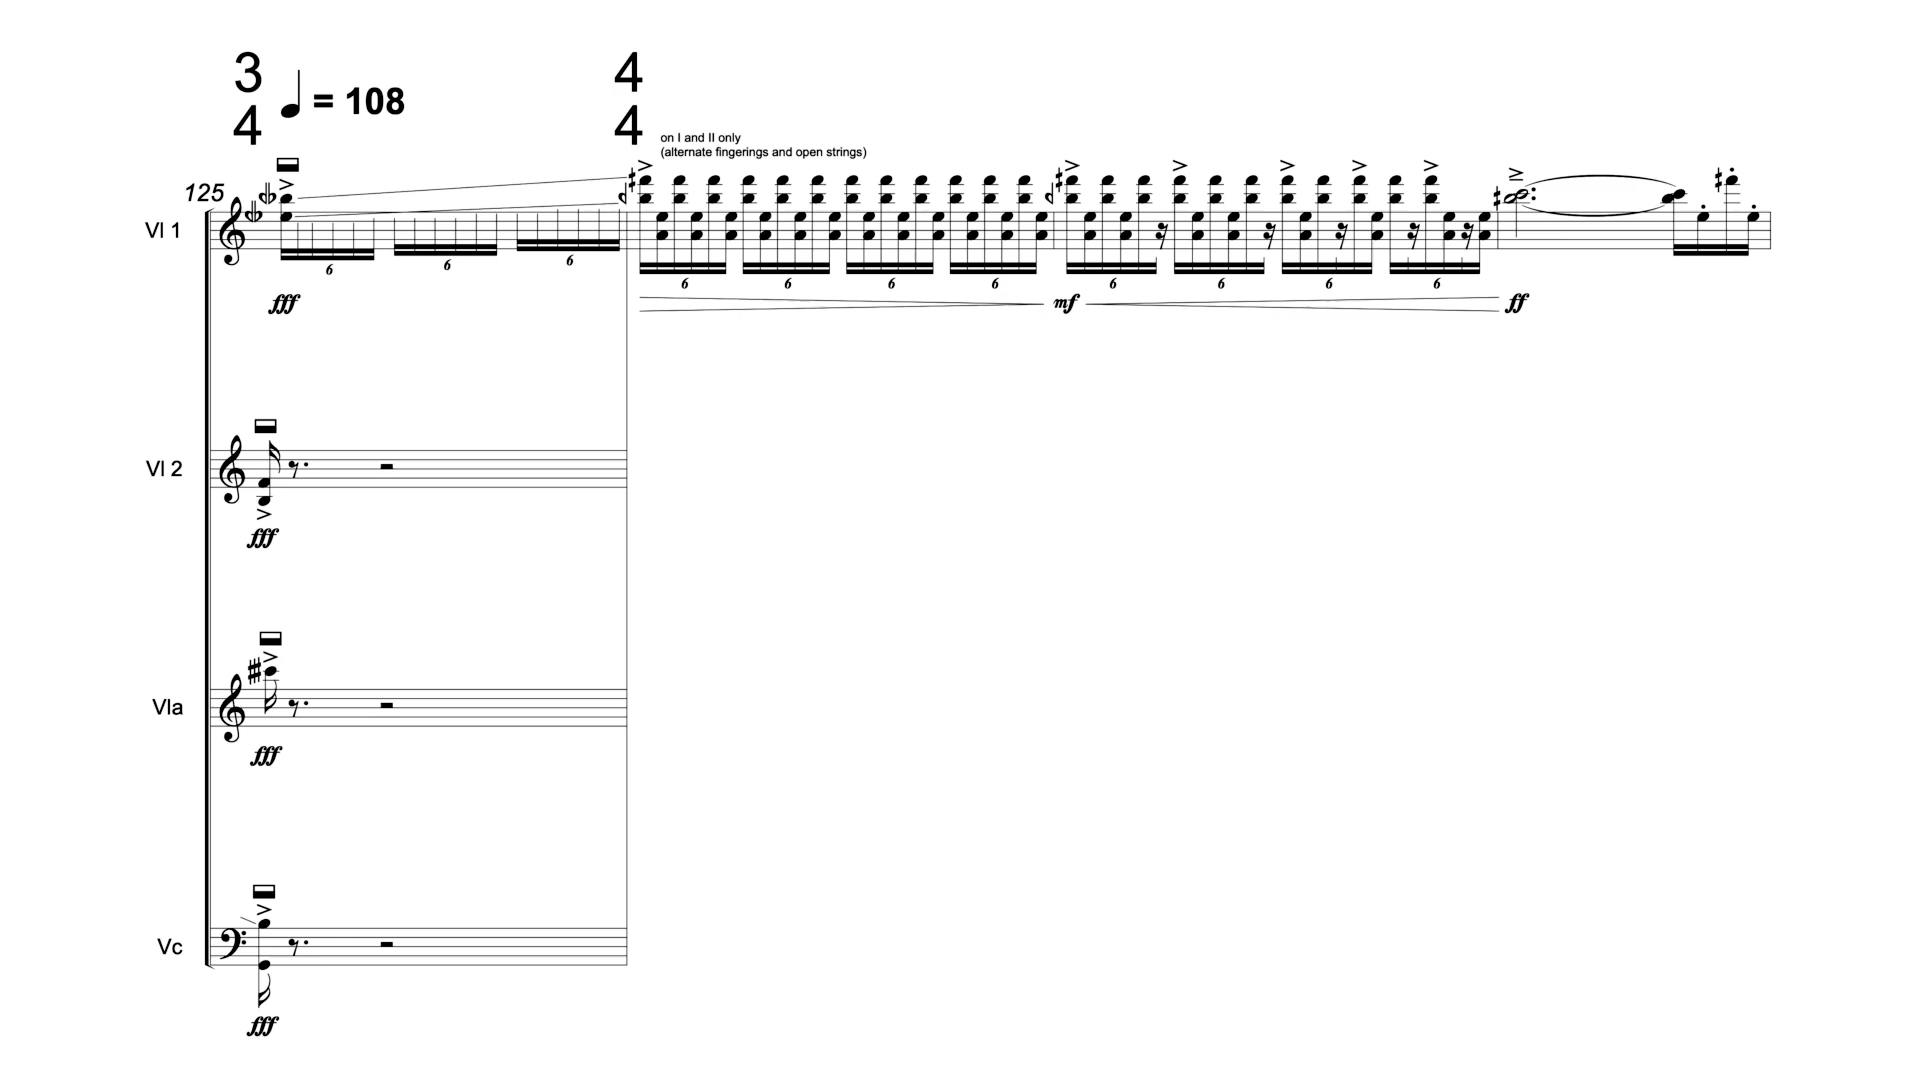 3
4
= 108
4
4
on I and II only
(alternate fingerings and open strings)
125
Vl 1
6 6 6 6 6 6 6 6 6 6 6
fff mf ff
Vl 2
fff
Vla
fff
Vc
fff